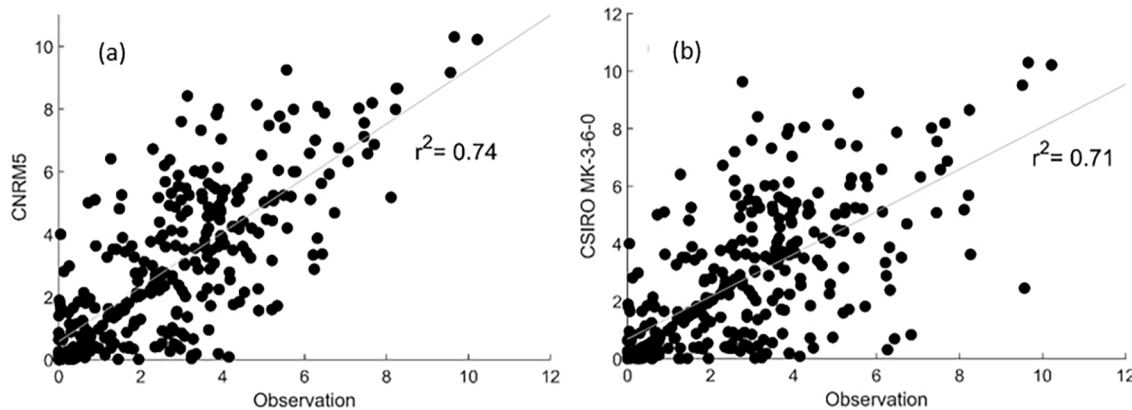 (a)
10
8
6
4
2
0
CNRM5
r²= 0.74
0 2 4 6 8 10 12
Observation
(b)
12
10
8
6
4
2
0
CSIRO MK-3-6-0
r²= 0.71
0 2 4 6 8 10 12
Observation